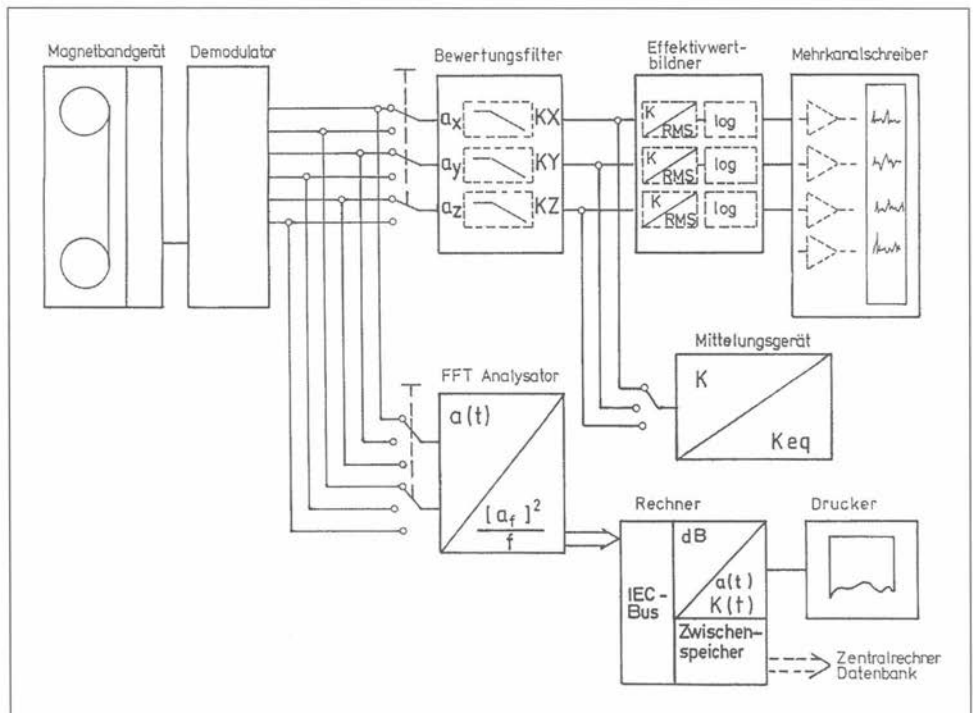 Magnetbandgerät
Demodulator
Bewertungsfilter
Effektivwert-
bildner
Mehrkanalschreiber
ax
KX
ay
KY
az
KZ
K
RMS
log
K
RMS
log
K
RMS
log
Mittelungsgerät
K
Keq
FFT Analysator
a(t)
[af]²
f
Rechner
dB
a(t)
K(t)
IEC-
Bus
Zwischen-
speicher
Drucker
Zentralrechner
Datenbank